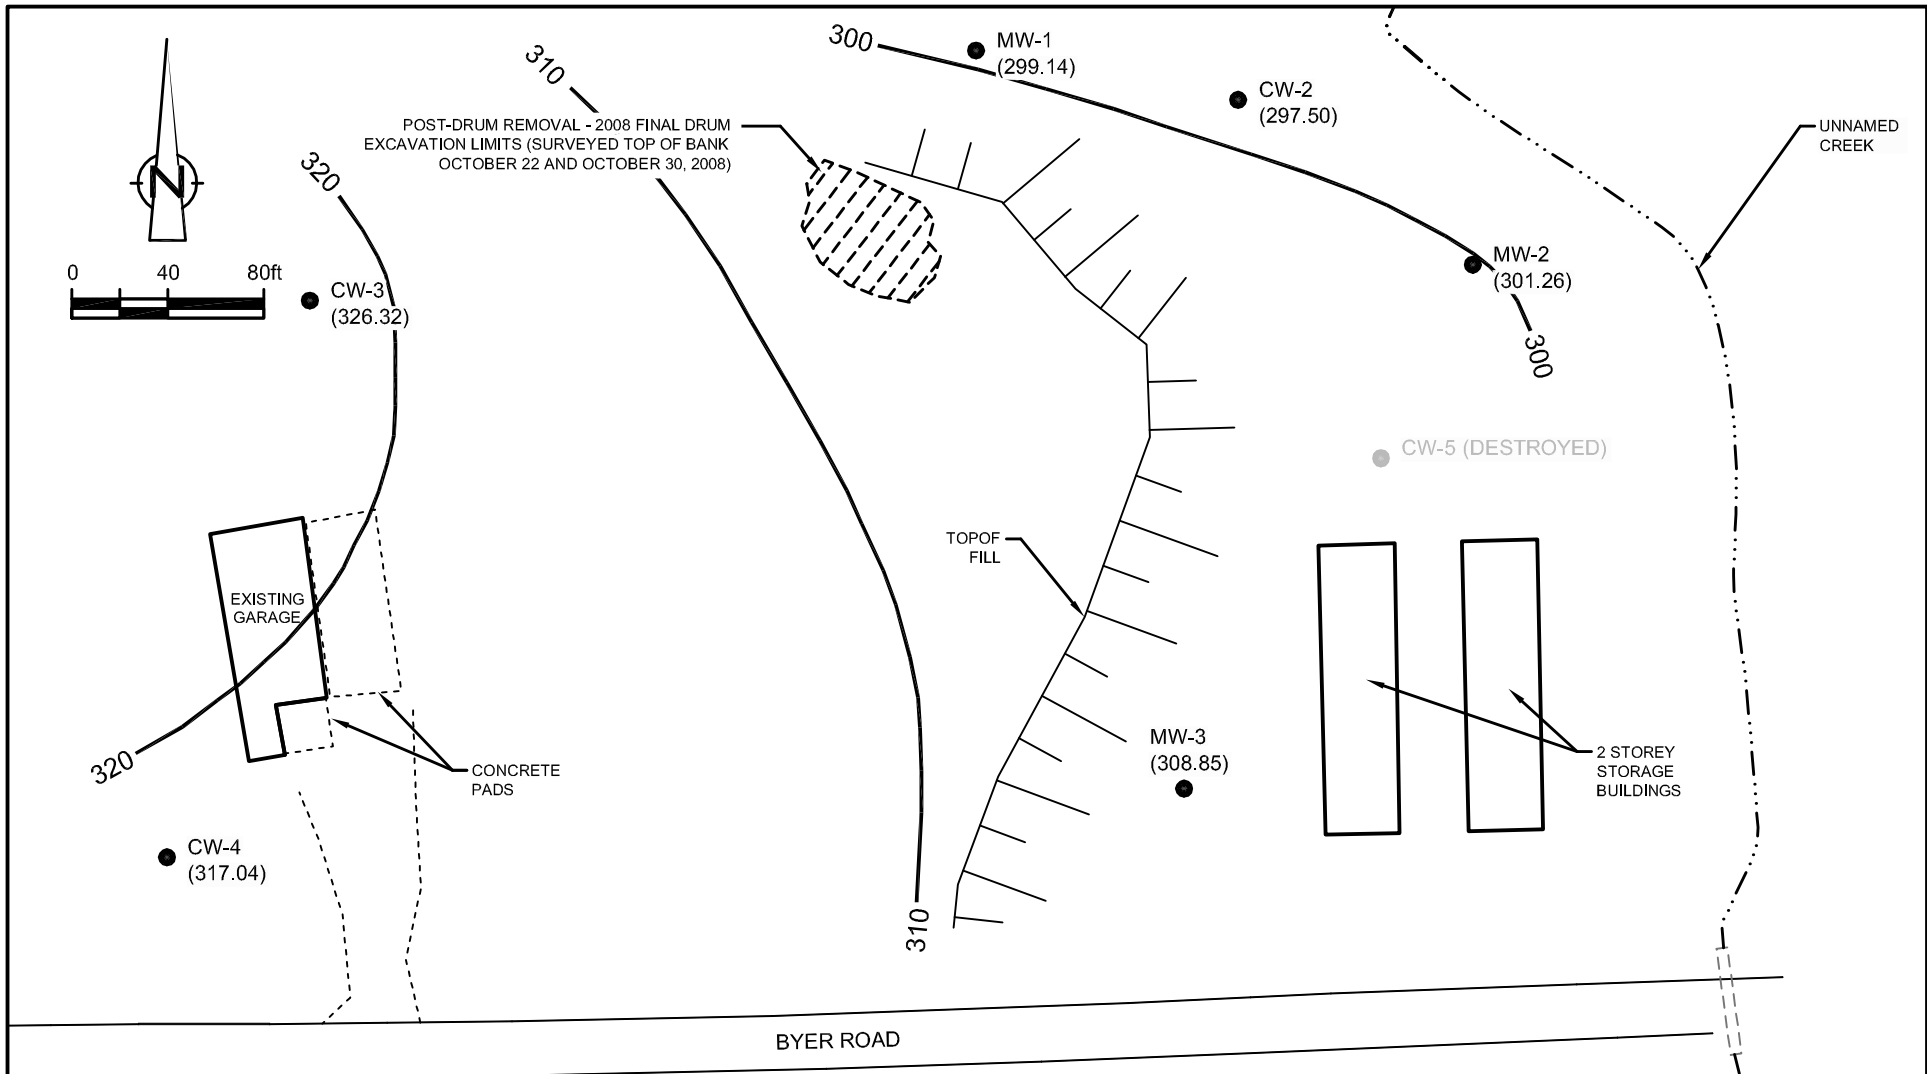 300
MW-1
(299.14)
310
CW-2
(297.50)
POST-DRUM REMOVAL - 2008 FINAL DRUM
EXCAVATION LIMITS (SURVEYED TOP OF BANK
OCTOBER 22 AND OCTOBER 30, 2008)
UNNAMED
CREEK
320
N
0 40 80ft
CW-3
(326.32)
MW-2
(301.26)
300
CW-5 (DESTROYED)
TOPOF
FILL
EXISTING
GARAGE
320
CONCRETE
PADS
MW-3
(308.85)
2 STOREY
STORAGE
BUILDINGS
CW-4
(317.04)
310
BYER ROAD